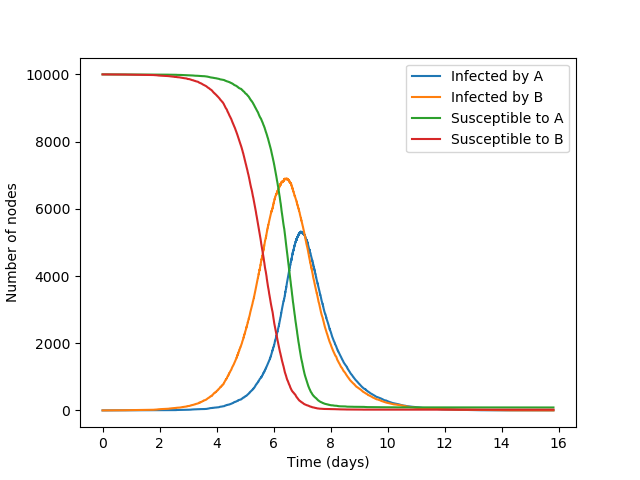 Infected by A
Infected by B
Susceptible to A
Susceptible to B
10000
8000
6000
4000
2000
0
Number of nodes
0 2 4 6 8 10 12 14 16
Time (days)